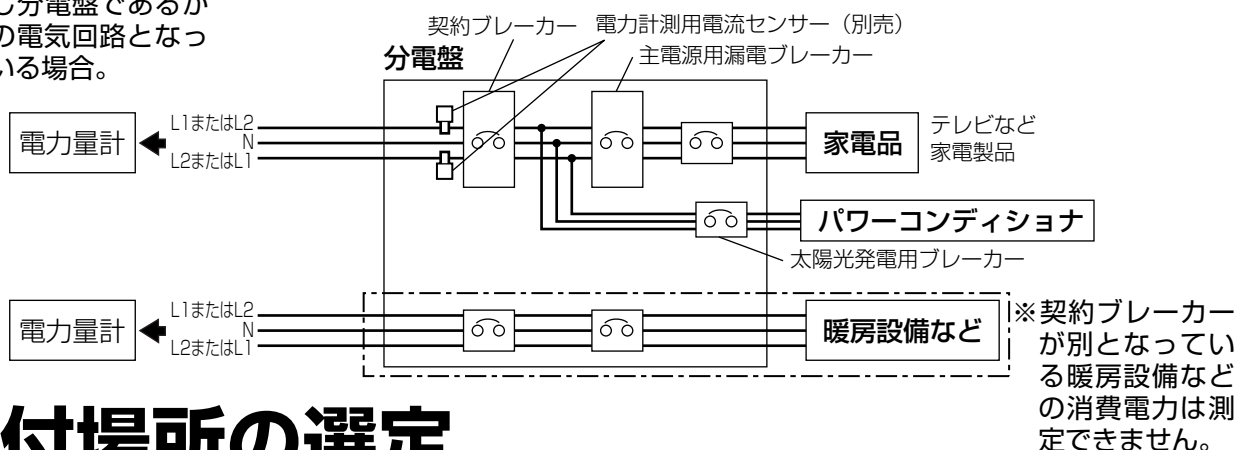 し分電盤であるが
の電気回路となっ
いる場合。
契約ブレーカー
電力計測用電流センサー（別売）
分電盤
主電源用漏電ブレーカー
電力量計
L1またはL2
N
L2またはL1
家電品
テレビなど
家電製品
パワーコンディショナ
太陽光発電用ブレーカー
電力量計
L1またはL2
N
L2またはL1
暖房設備など
※契約ブレーカー
が別となってい
る暖房設備など
の消費電力は測
定できません。
付場所の選定